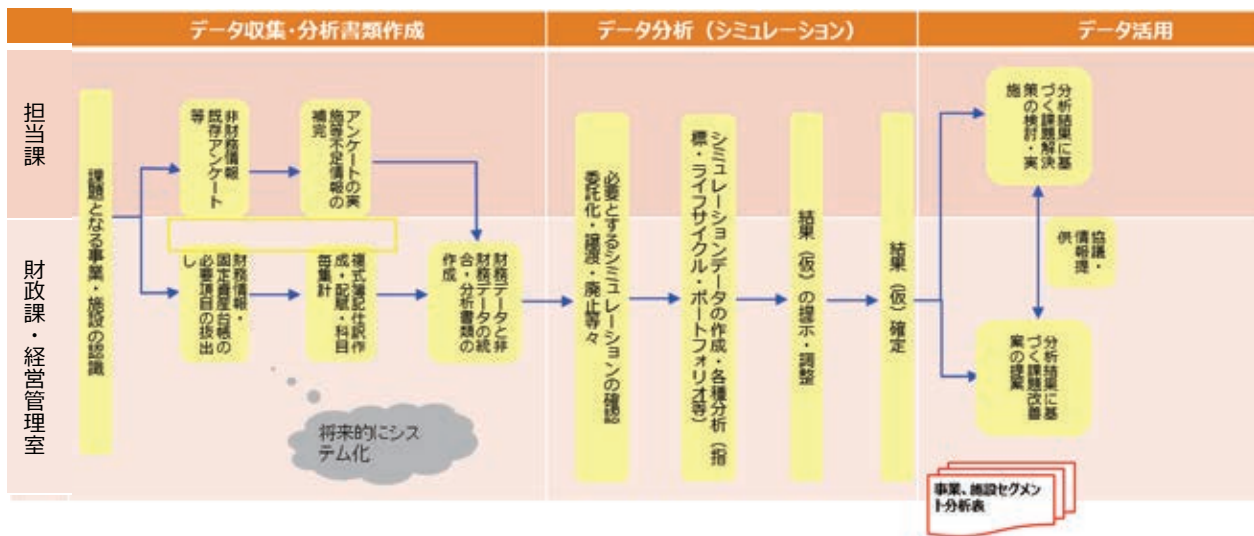 データ収集・分析書類作成
データ分析（シミュレーション）
データ活用
担当課
財政課・経営管理室
課題となる事業・施設の認識
非財務情報
既存アンケート
等
アンケートの実
施等不足情報の
補完
財務情報・
固定資産台帳の
必要項目の抜出
し
複式簿記仕訳作
成・配賦・科目
毎集計
財務データと非
財務データの統
合・分析書類の
作成
将来的にシス
テム化
必要とするシミュレーションの確認
委託化・譲渡・廃止等々
シミュレーションデータの作成・各種分析（指
標・ライフサイクル・ポートフォリオ等）
結果（仮）の提示・調整
結果（仮）確定
分析結果に基
づく課題解決
策の検討・実
施
協議・
情報提
供
分析結果に基
づく課題改善
案の提案
事業、施設セグメン
ト分析表